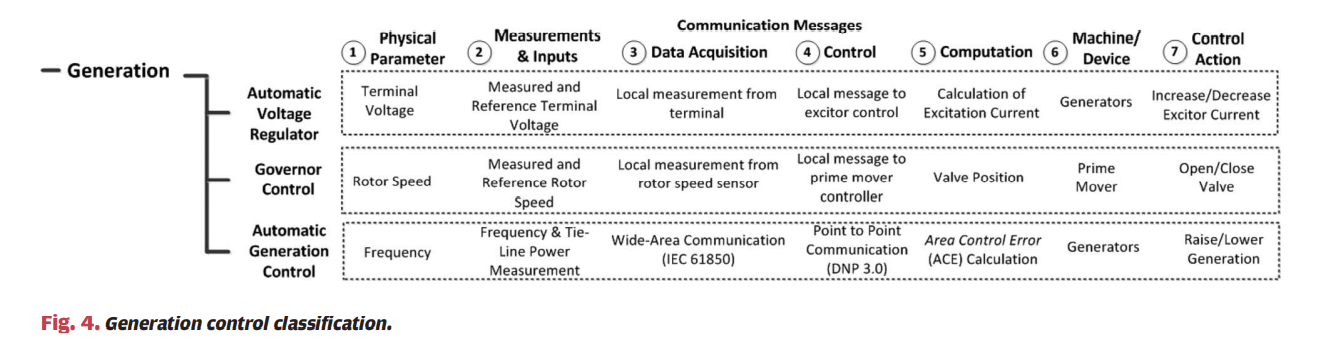 Communication Messages
1 Physical Parameter
2 Measurements & Inputs
3 Data Acquisition
4 Control
5 Computation
6 Machine/ Device
7 Control Action
Generation
Automatic
Voltage
Regulator
Terminal
Voltage
Measured and
Reference Terminal
Voltage
Local measurement from
terminal
Local message to
excitor control
Calculation of
Excitation Current
Generators
Increase/Decrease
Excitor Current
Governor
Control
Rotor Speed
Measured and
Reference Rotor
Speed
Local measurement from
rotor speed sensor
Local message to
prime mover
controller
Valve Position
Prime
Mover
Open/Close
Valve
Automatic
Generation
Control
Frequency
Frequency & Tie-
Line Power
Measurement
Wide-Area Communication
(IEC 61850)
Point to Point
Communication
(DNP 3.0)
Area Control Error
(ACE) Calculation
Generators
Raise/Lower
Generation
Fig. 4. Generation control classification.